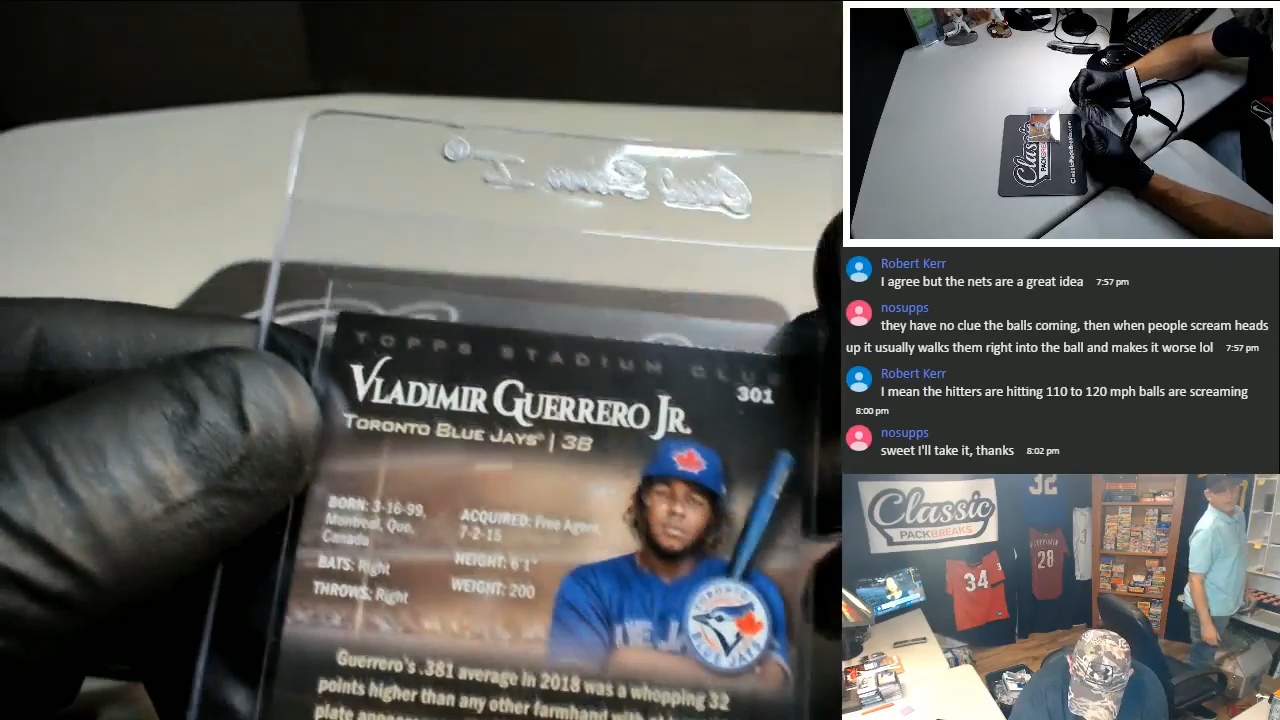 TOPPS STADIUM CLUB
VLADIMIR GUERRERO JR.
301
TORONTO BLUE JAYS | 3B
BORN: 3-16-99,
Montreal, Que.
Canada
BATS: Right
THROWS: Right
ACQUIRED: Free Agent,
7-2-15
HEIGHT: 6'1"
WEIGHT: 200
TORONTO
BLUE JAYS
Guerrero's .381 average in 2018 was a whopping 32
points higher than any other farmhand with
Classic
PACK
Robert Kerr
I agree but the nets are a great idea 7:57 pm
nosupps
they have no clue the balls coming, then when people scream heads
up it usually walks them right into the ball and makes it worse lol 7:57 pm
Robert Kerr
I mean the hitters are hitting 110 to 120 mph balls are screaming
8:00 pm
nosupps
sweet I'll take it, thanks 8:02 pm
Classic
PACKBREAKS
32
34
28